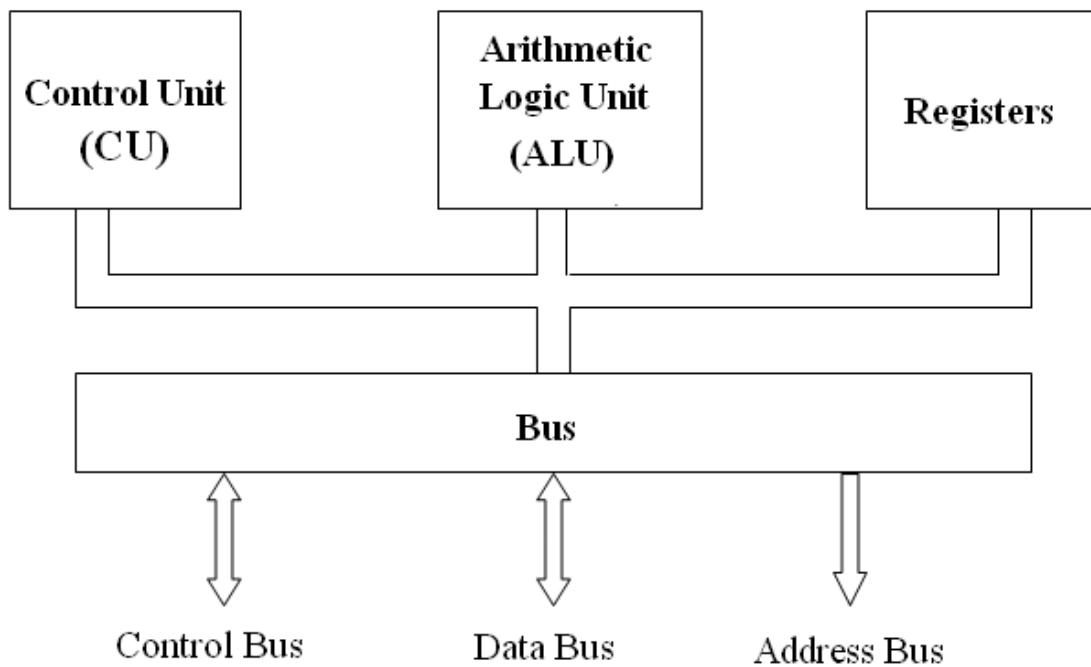 Control Unit
(CU)
Arithmetic
Logic Unit
(ALU)
Registers
Bus
Control Bus
Data Bus
Address Bus